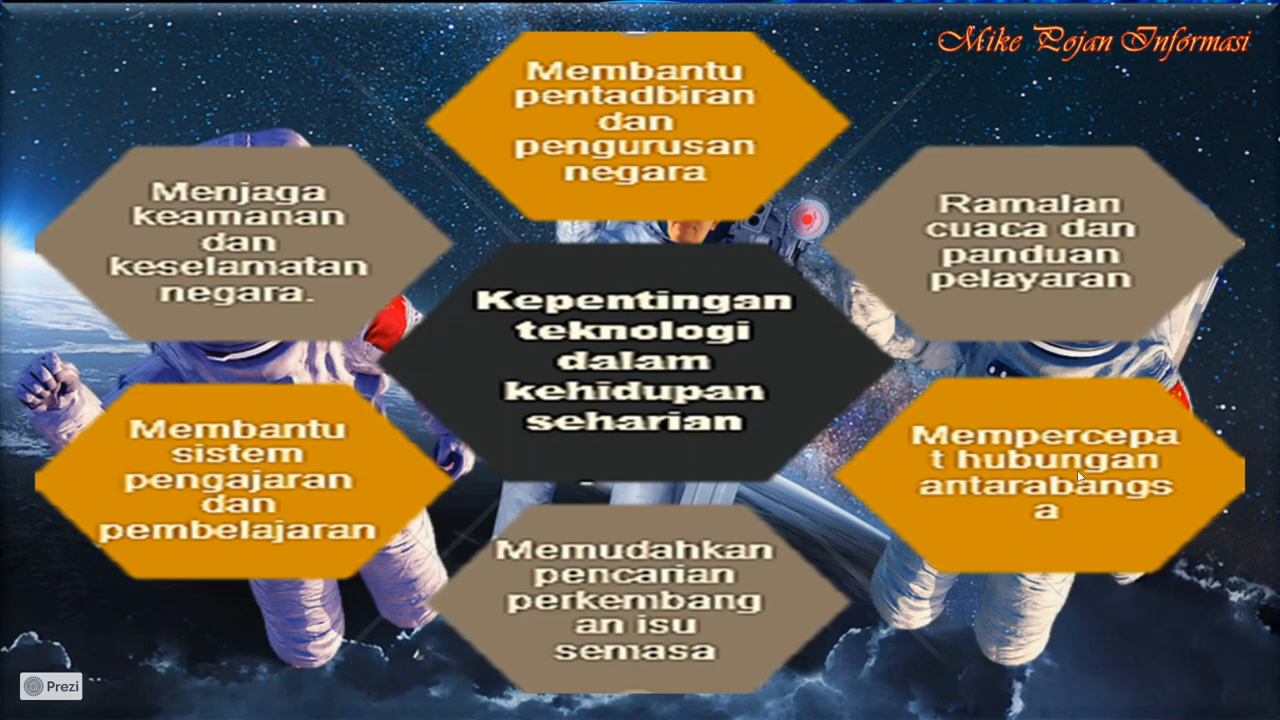 Mike Pojan Informasi
Membantu
pentadbiran
dan
pengurusan
negara
Menjaga
keamanan
dan
keselamatan
negara.
Ramalan
cuaca dan
panduan
pelayaran
Kepentingan
teknologi
dalam
kehidupan
seharian
Membantu
sistem
pengajaran
dan
pembelajaran
Mempercepa
t hubungan
antarabangs
a
Memudahkan
pencarian
perkembang
an isu
semasa
Prezi